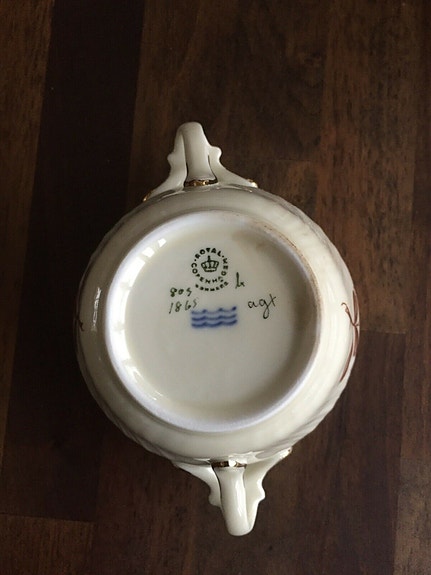 ROYAL COPENHAGEN
DENMARK
803
1865
agt